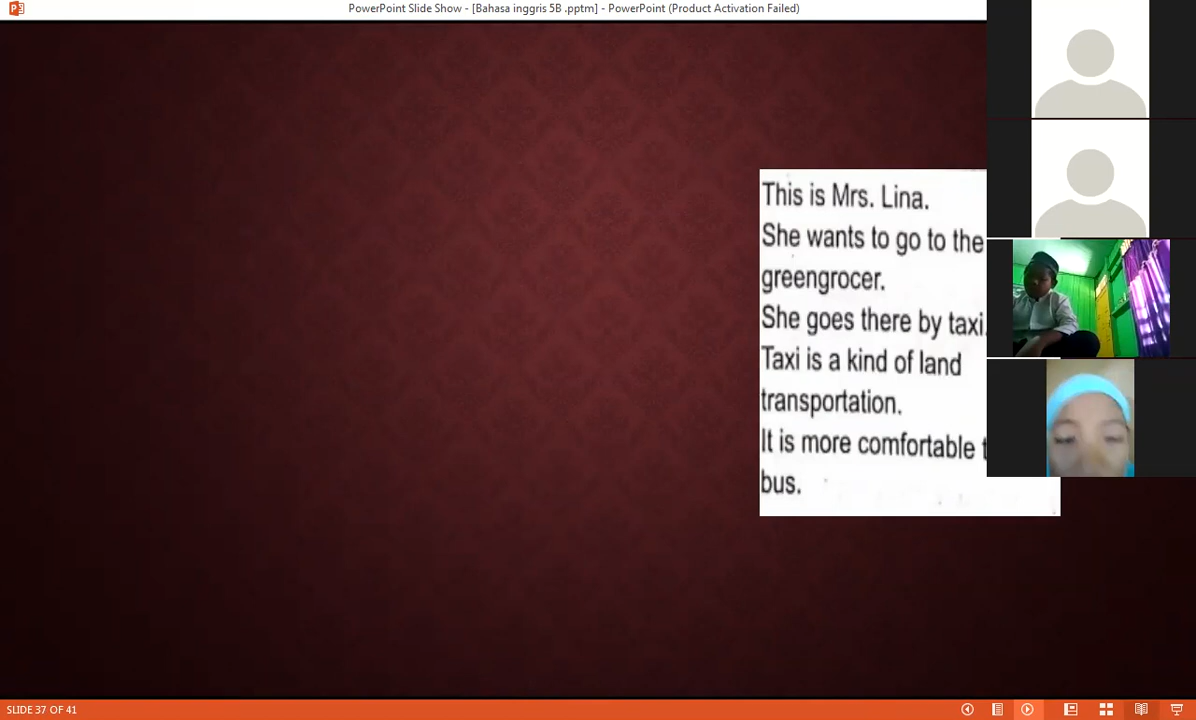 PowerPoint Slide Show - [Bahasa inggris 5B .pptm] - PowerPoint (Product Activation Failed)
This is Mrs. Lina.
She wants to go to the
greengrocer.
She goes there by taxi.
Taxi is a kind of land
transportation.
It is more comfortable
bus.
SLIDE 37 OF 41